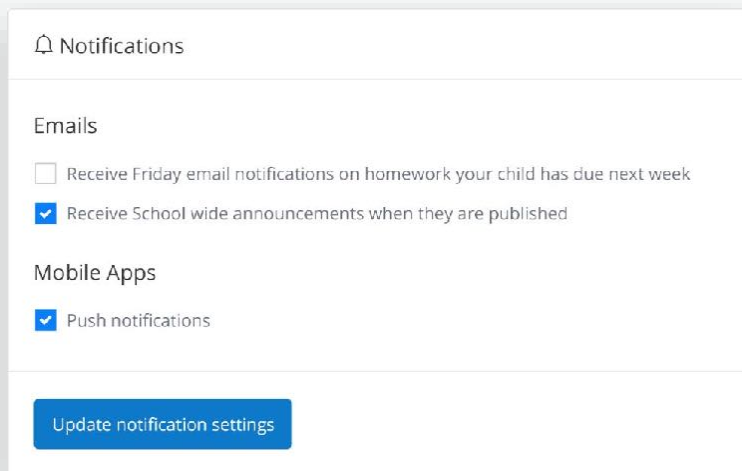 Notifications
Emails
Receive Friday email notifications on homework your child has due next week
Receive School wide announcements when they are published
Mobile Apps
Push notifications
Update notification settings